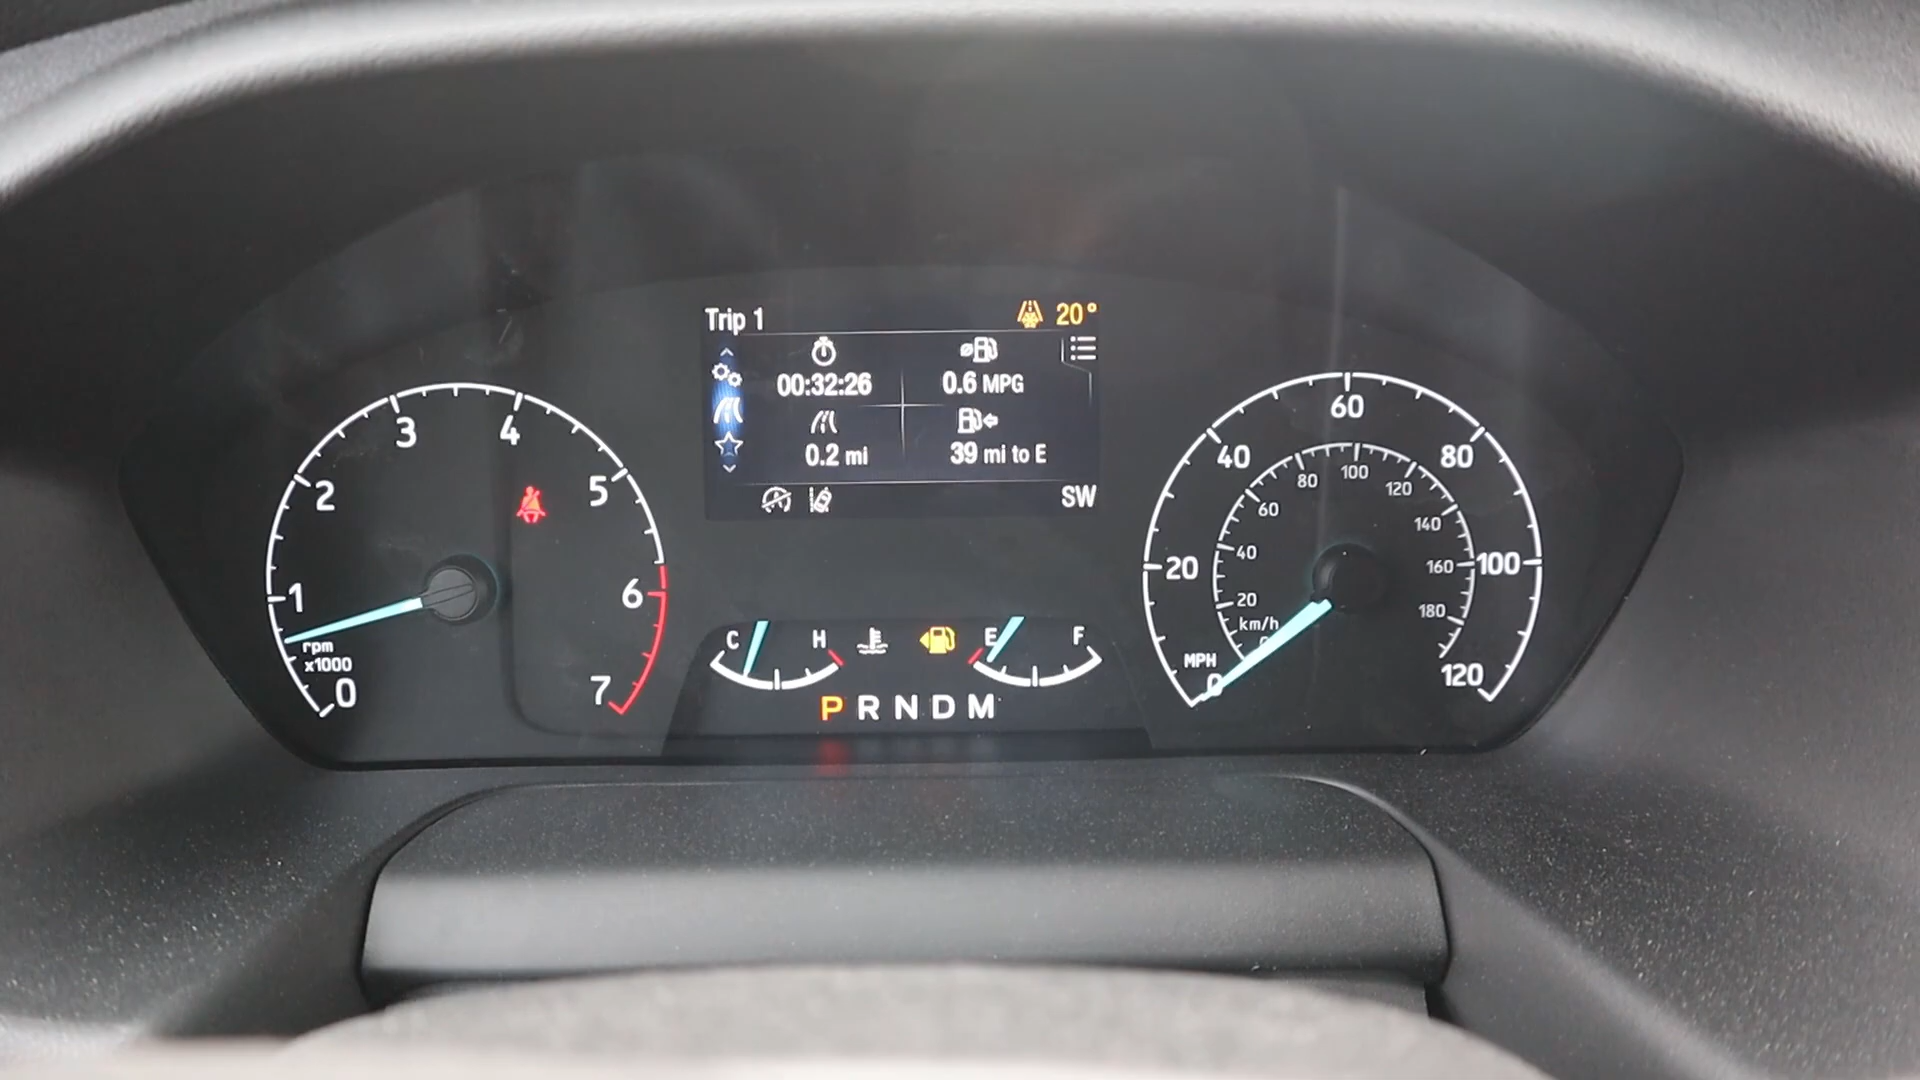 Trip 1 20°
00:32:26 0.6 MPG
0.2 mi 39 mi to E
SW
0 1 2 3 4 5 6 7
rpm
x1000
C H E F
P R N D M
0 20 40 60 80 100 120
MPH
0 20 40 60 80 100 120 140 160 180
km/h